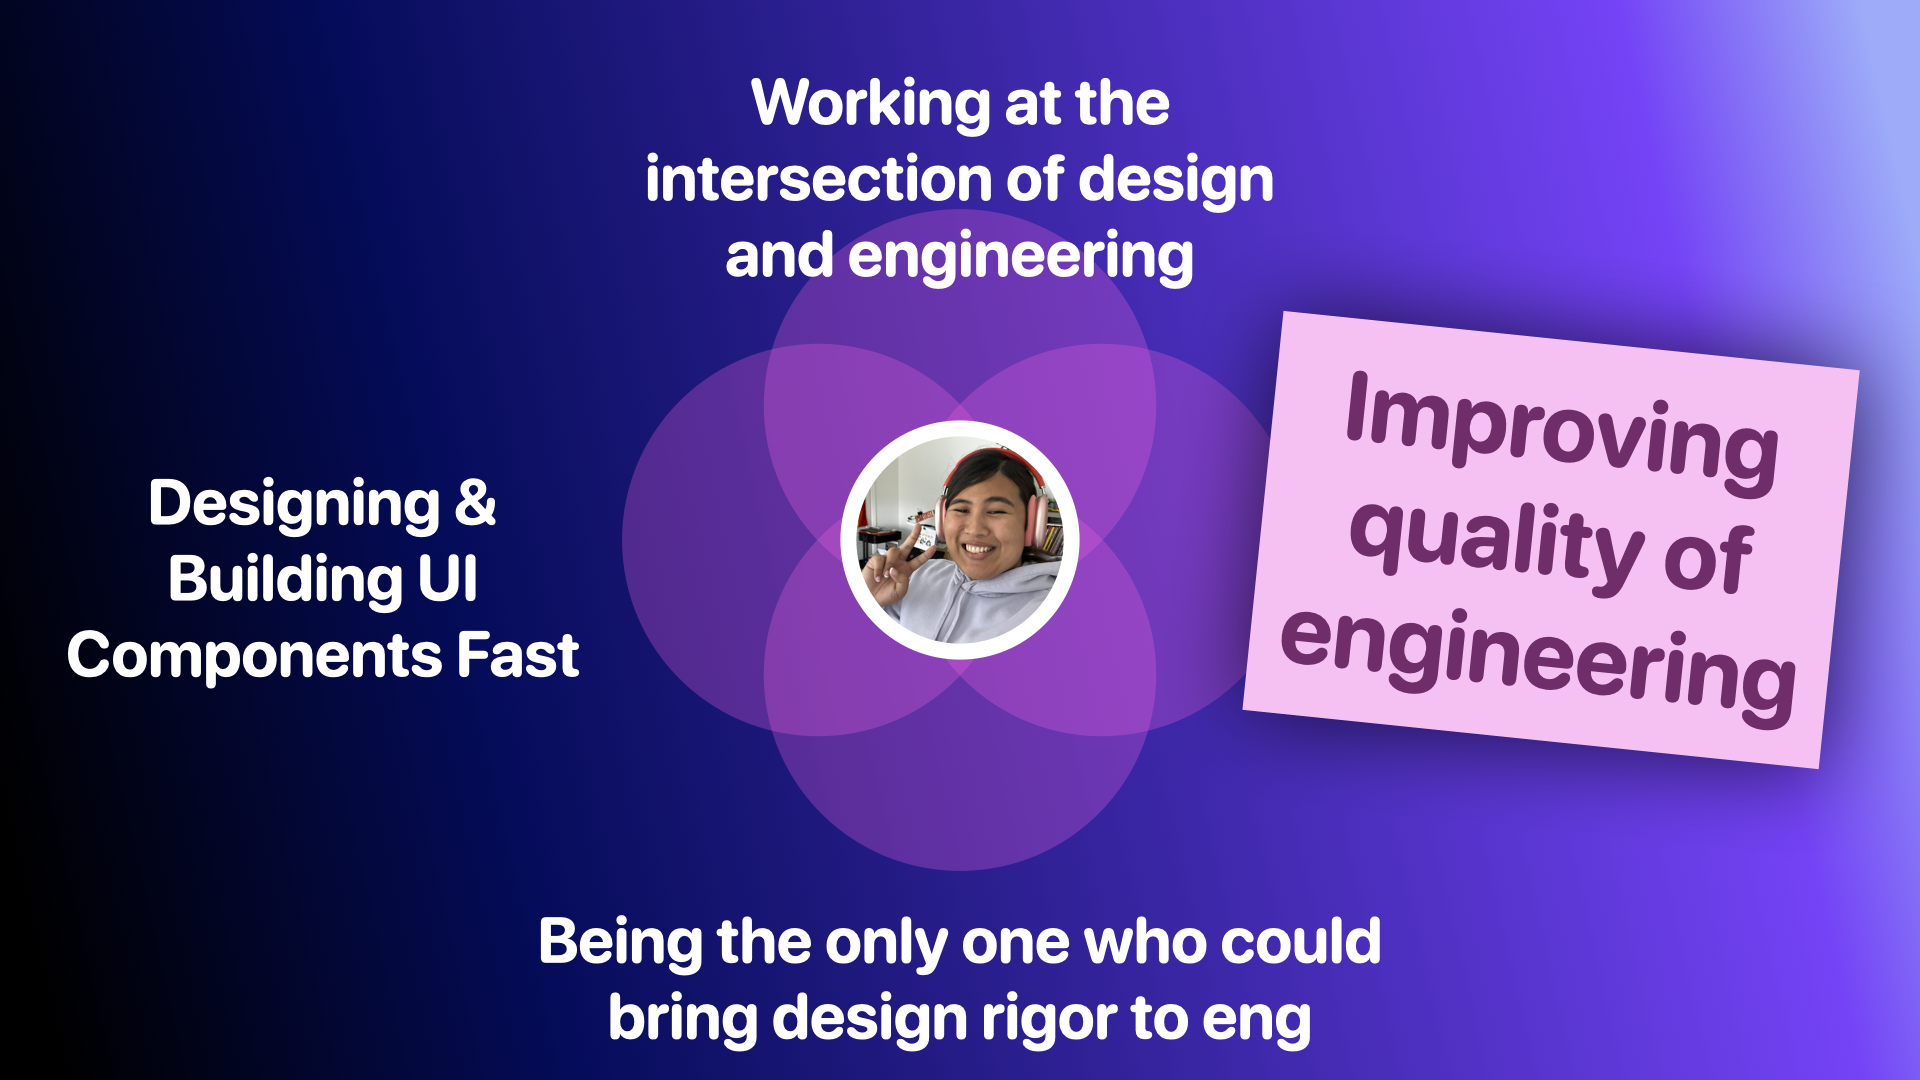 Working at the
intersection of design
and engineering
Designing &
Building UI
Components Fast
Improving
quality of
engineering
Being the only one who could
bring design rigor to eng